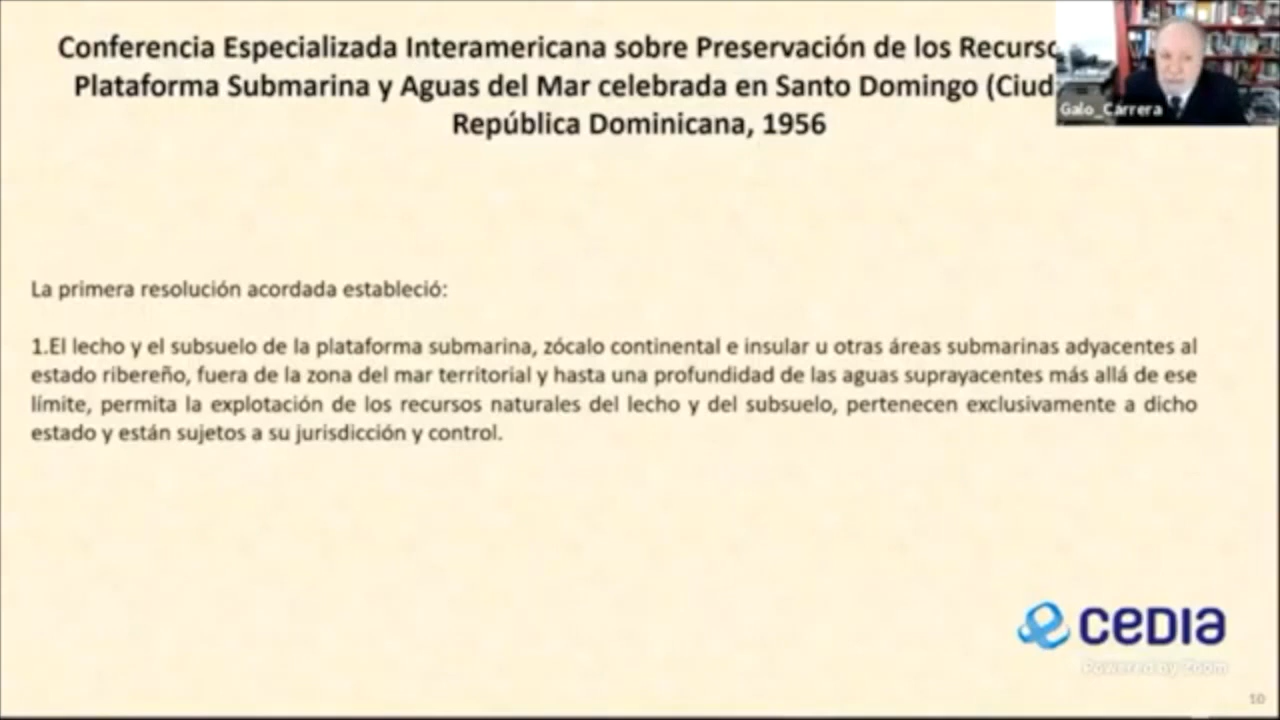 Conferencia Especializada Interamericana sobre Preservación de los Recurso
Plataforma Submarina y Aguas del Mar celebrada en Santo Domingo (Ciud
República Dominicana, 1956
Galo_Carrera
La primera resolución acordada estableció:
1.El lecho y el subsuelo de la plataforma submarina, zócalo continental e insular u otras áreas submarinas adyacentes al
estado ribereño, fuera de la zona del mar territorial y hasta una profundidad de las aguas suprayacentes más allá de ese
límite, permita la explotación de los recursos naturales del lecho y del subsuelo, pertenecen exclusivamente a dicho
estado y están sujetos a su jurisdicción y control.
cedia
Powered by Zoom
10